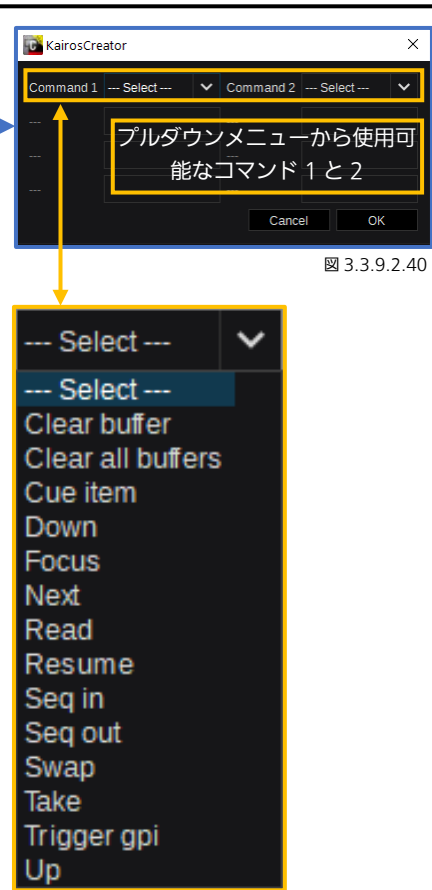 KairosCreator
Command 1 --- Select --- Command 2 --- Select ---
---
プルダウンメニューから使用可
能なコマンド 1 と 2
---
---
Cancel OK
図 3.3.9.2.40
--- Select ---
--- Select ---
Clear buffer
Clear all buffers
Cue item
Down
Focus
Next
Read
Resume
Seq in
Seq out
Swap
Take
Trigger gpi
Up